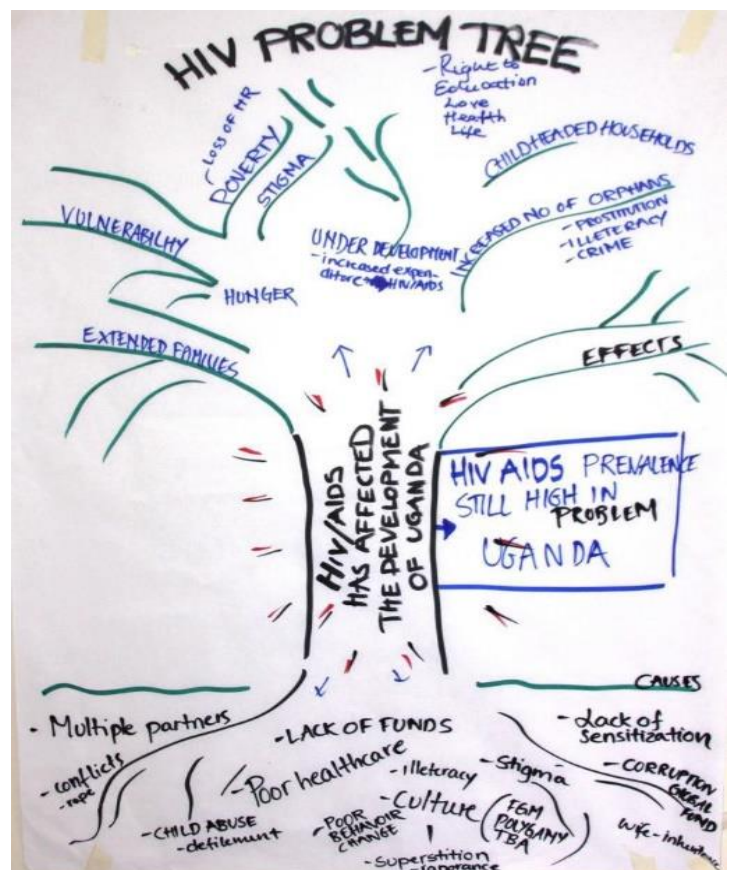 HIV PROBLEM TREE
- Right to
Education
Love
Health
Life
- LOSS OF HR
POVERTY
STIGMA
CHILD HEADED HOUSEHOLDS
INCREASED NO OF ORPHANS
- PROSTITUTION
- ILLETERACY
- CRIME
VULNERABILITY
UNDER DEVELOPMENT
- increased expen-
diture HIV/AIDS
HUNGER
EXTENDED FAMILIES
EFFECTS
HIV/AIDS
HAS AFFECTED
THE DEVELOPMENT
OF UGANDA
HIV AIDS PREVALENCE
STILL HIGH IN
PROBLEM
UGANDA
CAUSES
- Multiple partners
- conflicts
- rape
- LACK OF FUNDS
- Poor healthcare
- CHILD ABUSE
- defilement
- illeteracy
- Stigma
- Culture
FGM
POLYGAMY
TBA
- POOR
BEHAVOIR
CHANGE
- Superstition
- ignorance
- Lack of
sensitization
- CORRUPTION
GLOBAL
FUND
Wife-inheritence